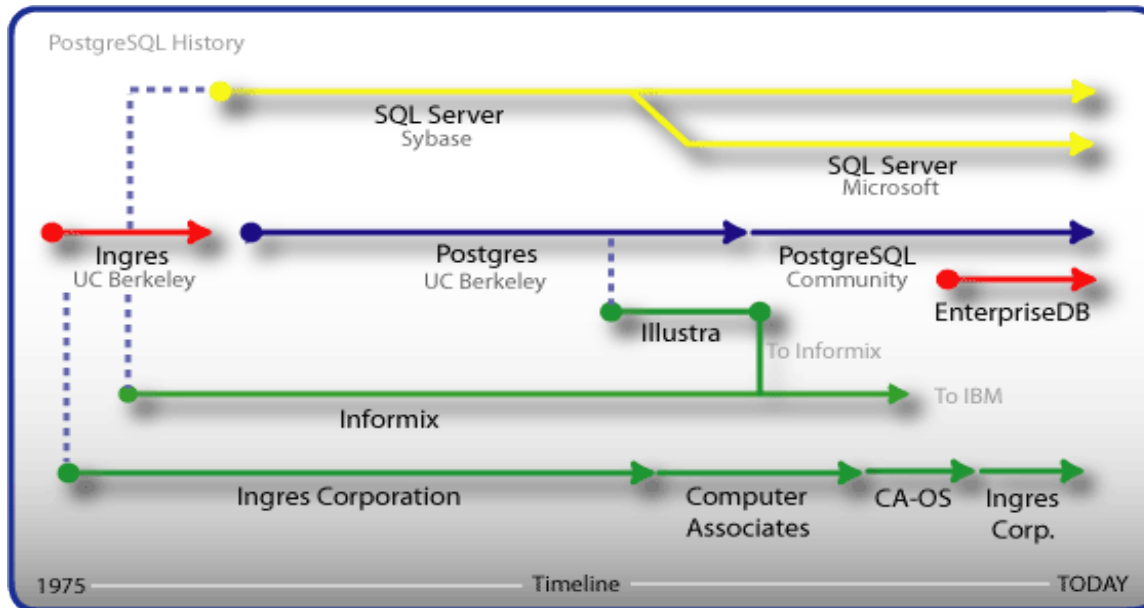 PostgreSQL History
SQL Server
Sybase
SQL Server
Microsoft
Ingres
UC Berkeley
Postgres
UC Berkeley
PostgreSQL
Community
EnterpriseDB
Illustra
To Informix
To IBM
Informix
Ingres Corporation
Computer
Associates
CA-OS
Ingres
Corp.
1975
Timeline
TODAY